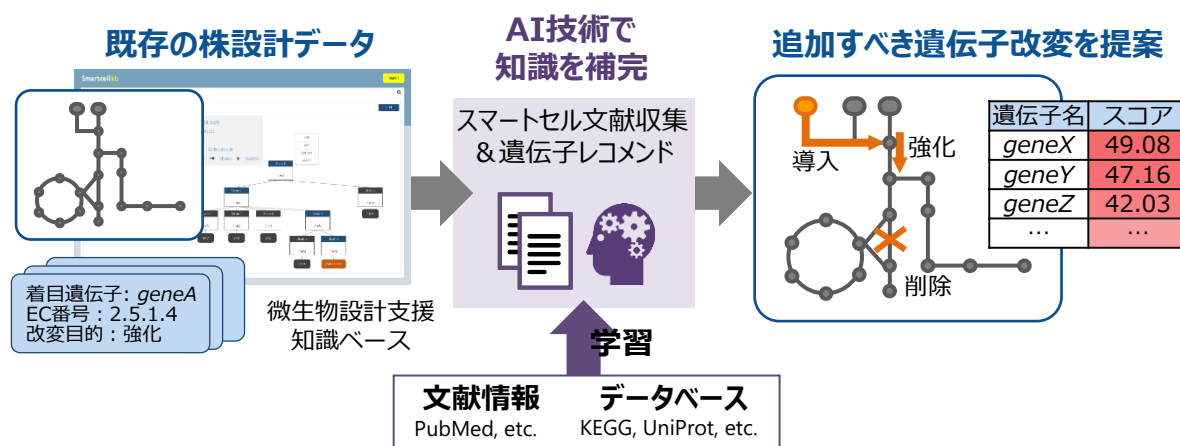 既存の株設計データ
Smartcellkb
着目遺伝子: geneA
EC番号：2.5.1.4
改変目的：強化
微生物設計支援
知識ベース
AI技術で
知識を補完
スマートセル文献収集
＆遺伝子レコメンド
学習
文献情報
PubMed, etc.
データベース
KEGG, UniProt, etc.
追加すべき遺伝子改変を提案
導入
強化
削除
遺伝子名 スコア
geneX 49.08
geneY 47.16
geneZ 42.03
… …